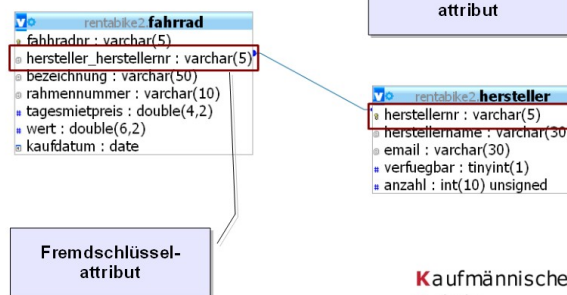 attribut
rentabike2.fahrrad
fahhradnr : varchar(5)
hersteller_herstellernr : varchar(5)
bezeichnung : varchar(50)
rahmennummer : varchar(10)
tagesmietpreis : double(4,2)
wert : double(6,2)
kaufdatum : date
rentabike2.hersteller
herstellernr : varchar(5)
herstellername : varchar(30
email : varchar(30)
verfuegbar : tinyint(1)
anzahl : int(10) unsigned
Fremdschlüssel-
attribut
Kaufmännische